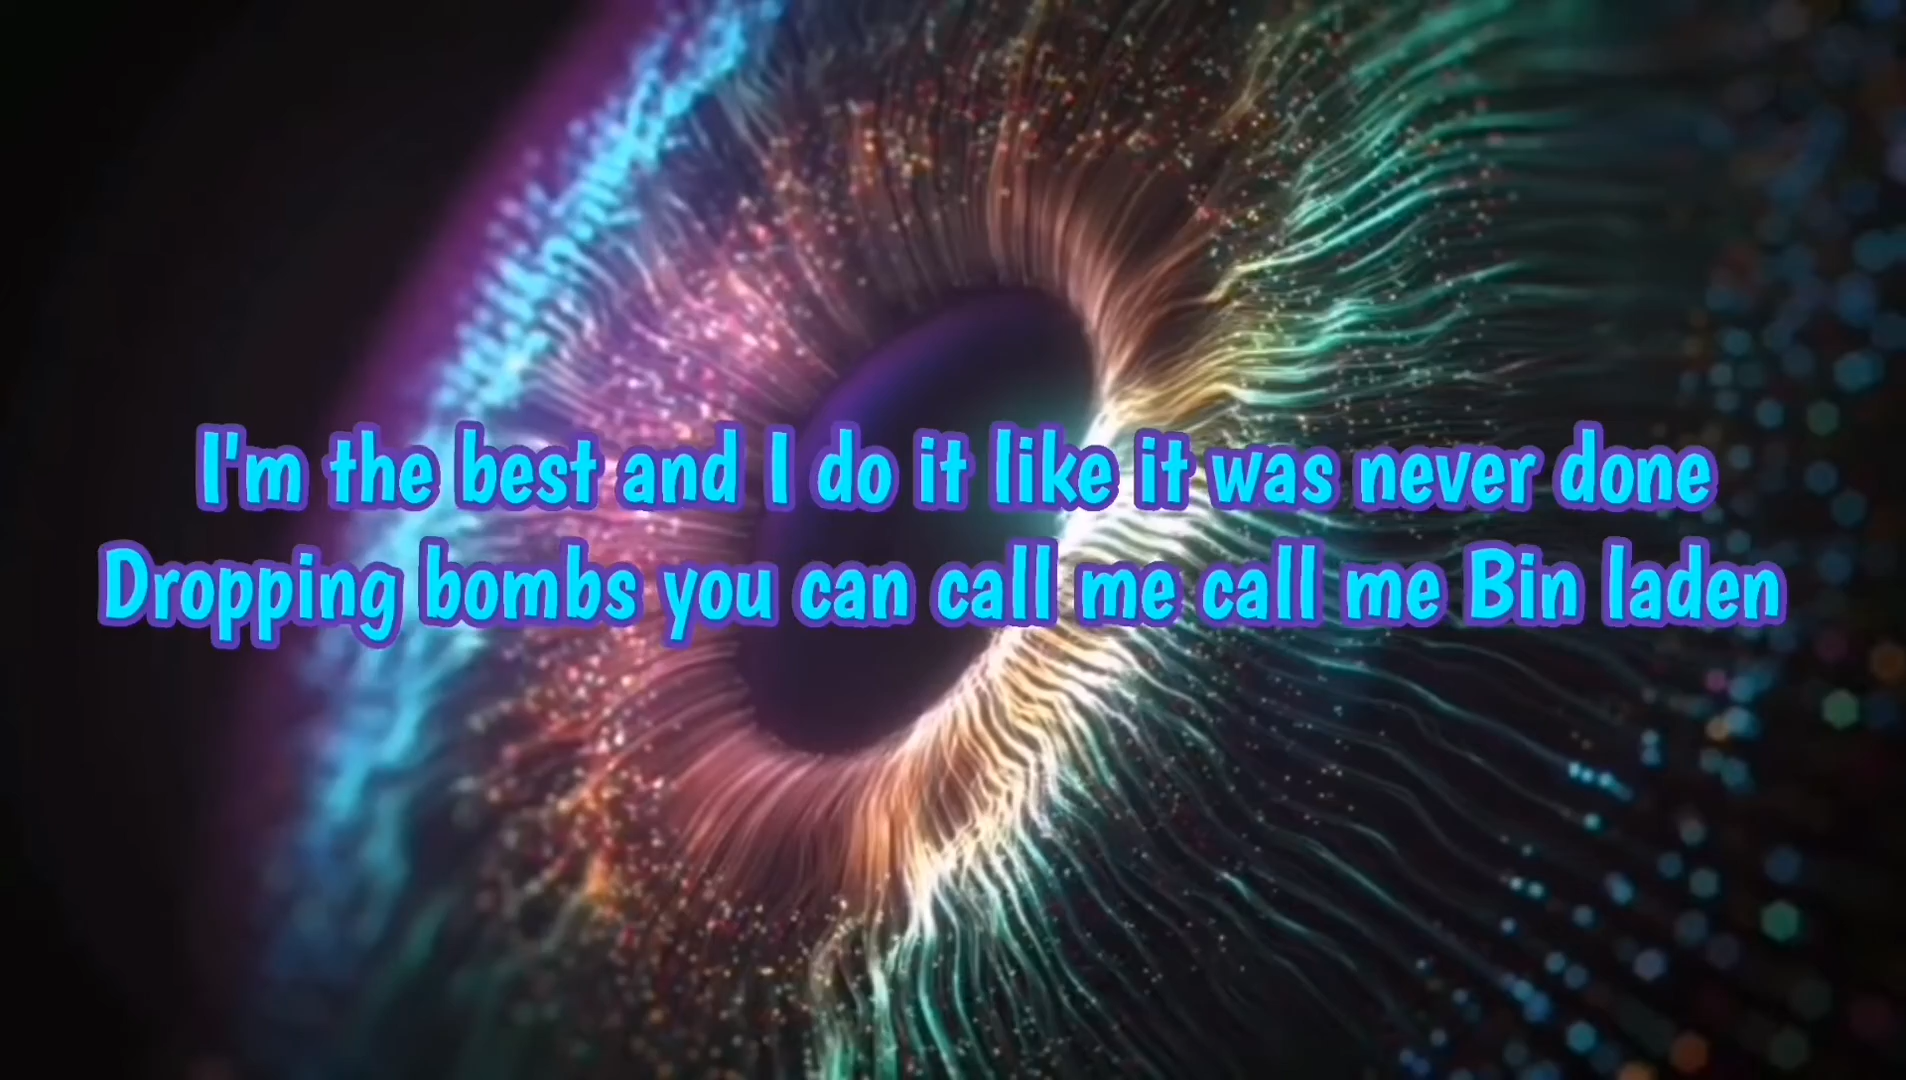 I'm the best and I do it like it was never done
Dropping bombs you can call me call me Bin laden